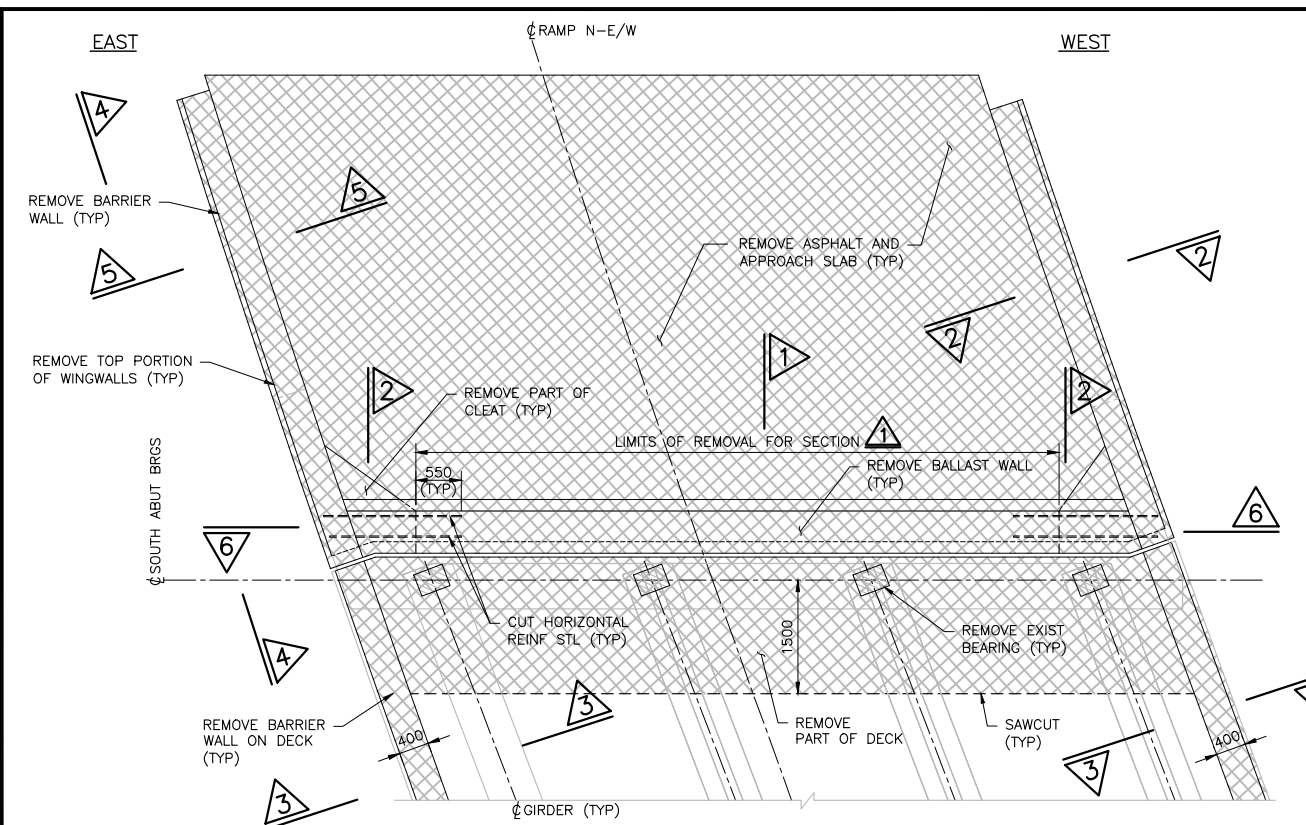 EAST
℄ RAMP N-E/W
WEST
4
REMOVE BARRIER
WALL (TYP)
5
5
REMOVE ASPHALT AND
APPROACH SLAB (TYP)
2
2
REMOVE TOP PORTION
OF WINGWALLS (TYP)
1
2
REMOVE PART OF
CLEAT (TYP)
2
LIMITS OF REMOVAL FOR SECTION 1
550
(TYP)
REMOVE BALLAST WALL
(TYP)
℄ SOUTH ABUT BRGS
6
6
CUT HORIZONTAL
REINF STL (TYP)
1500
REMOVE EXIST
BEARING (TYP)
4
3
REMOVE BARRIER
WALL ON DECK
(TYP)
400
REMOVE
PART OF DECK
SAWCUT
(TYP)
400
3
3
℄ GIRDER (TYP)